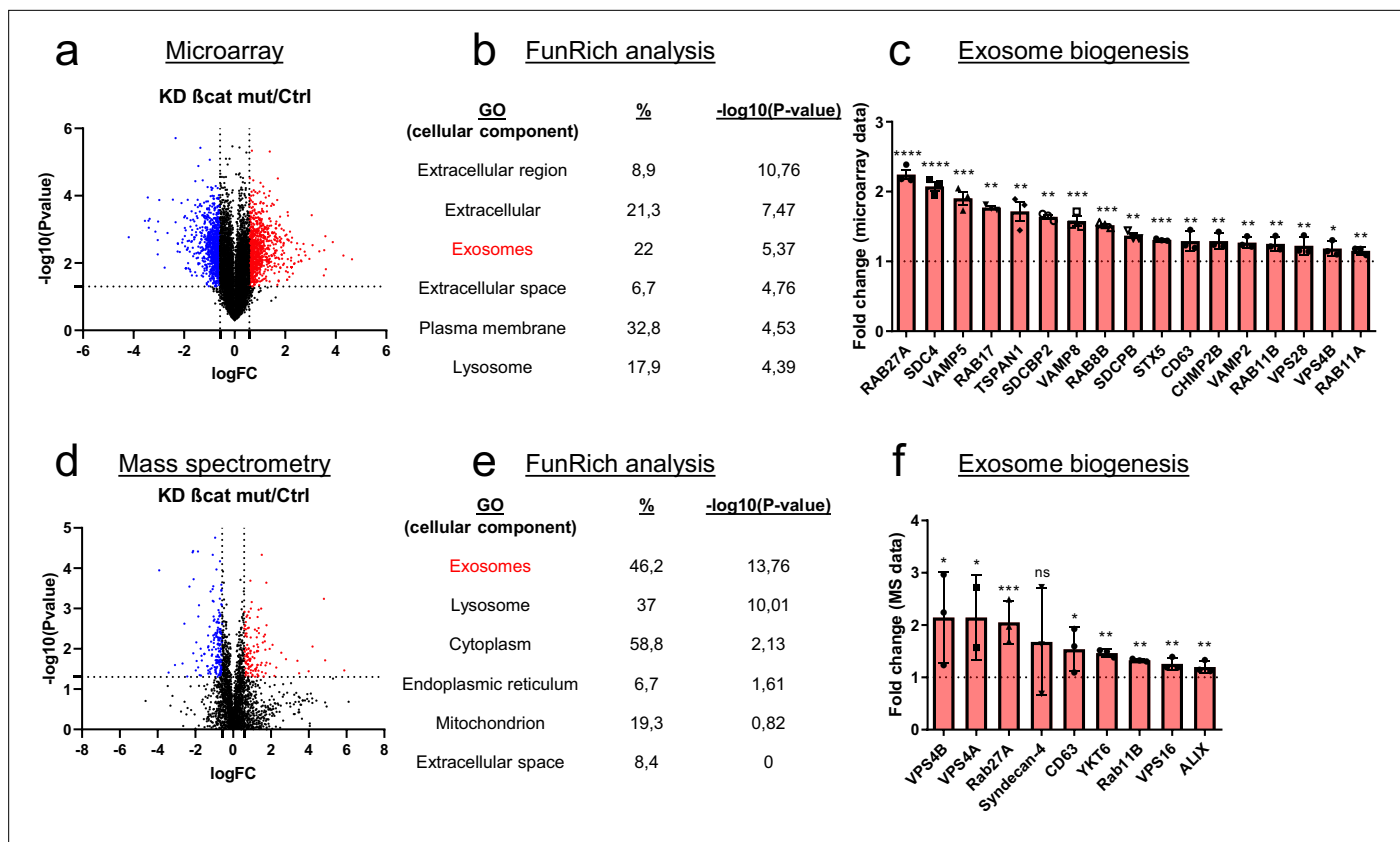 a Microarray
KD ßcat mut/Ctrl
-log10(Pvalue)
6
4
2
0
-6 -4 -2 0 2 4 6
logFC
b FunRich analysis
GO % -log10(P-value)
(cellular component)
Extracellular region 8,9 10,76
Extracellular 21,3 7,47
Exosomes 22 5,37
Extracellular space 6,7 4,76
Plasma membrane 32,8 4,53
Lysosome 17,9 4,39
c Exosome biogenesis
Fold change (microarray data)
3
2
1
0
**** **** *** ** ** ** *** *** ** *** ** ** ** ** ** * **
RAB27A SDC4 VAMP5 RAB17 TSPAN1 SDCBP2 VAMP8 RAB8B SDCPB STX5 CD63 CHMP2B VAMP2 RAB11B VPS28 VPS4B RAB11A
d Mass spectrometry
KD ßcat mut/Ctrl
-log10(Pvalue)
5
4
3
2
1
0
-8 -6 -4 -2 0 2 4 6 8
logFC
e FunRich analysis
GO % -log10(P-value)
(cellular component)
Exosomes 46,2 13,76
Lysosome 37 10,01
Cytoplasm 58,8 2,13
Endoplasmic reticulum 6,7 1,61
Mitochondrion 19,3 0,82
Extracellular space 8,4 0
f Exosome biogenesis
Fold change (MS data)
4
3
2
1
0
* * *** ns * ** ** ** **
VPS4B VPS4A Rab27A Syndecan-4 CD63 YKT6 Rab11B VPS16 ALIX